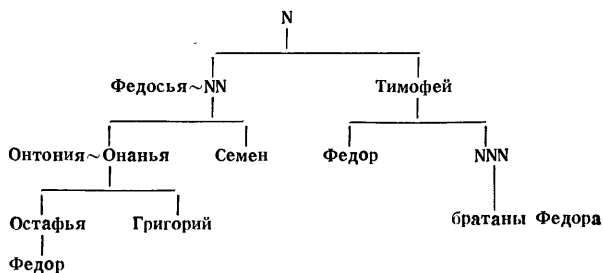 N
Федосья~NN Тимофей
Онтония~Онанья Семен Федор NNN
Остафья Григорий братаны Федора
Федор